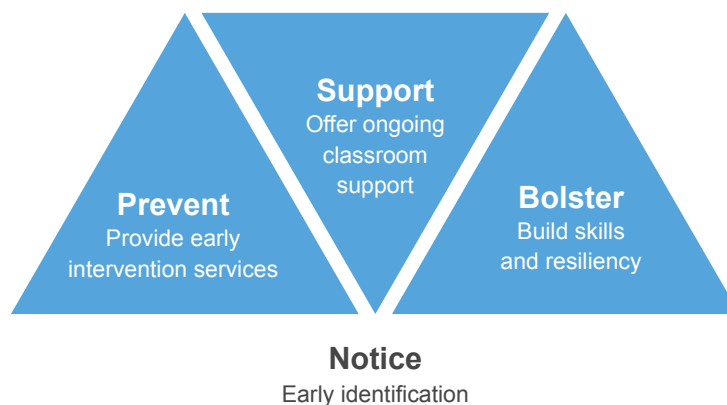 Support
Offer ongoing
classroom
support
Prevent
Provide early
intervention services
Bolster
Build skills
and resiliency
Notice
Early identification